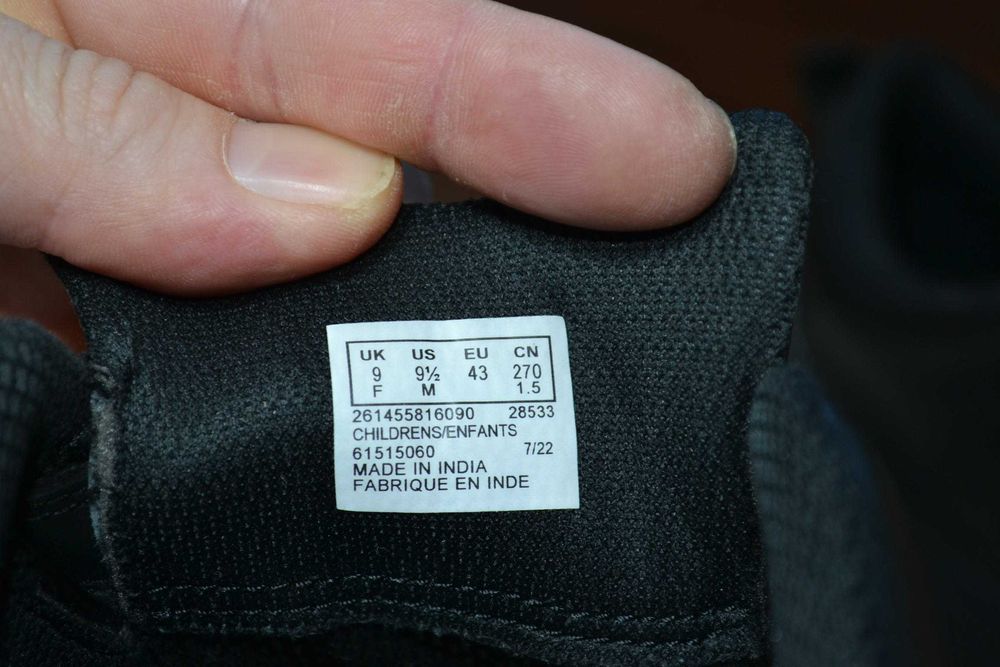 UK US EU CN
9 9½ 43 270
F M 1.5
261455816090 28533
CHILDRENS/ENFANTS
61515060 7/22
MADE IN INDIA
FABRIQUE EN INDE